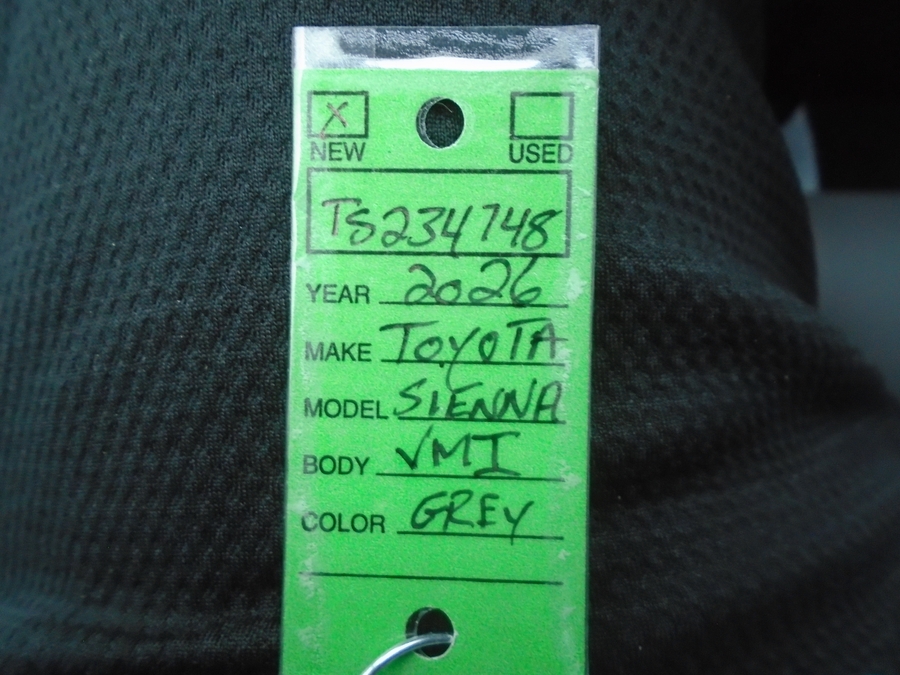 X
NEW USED
TS234748
YEAR 2026
MAKE TOYOTA
MODEL SIENNA
BODY VMI
COLOR GREY